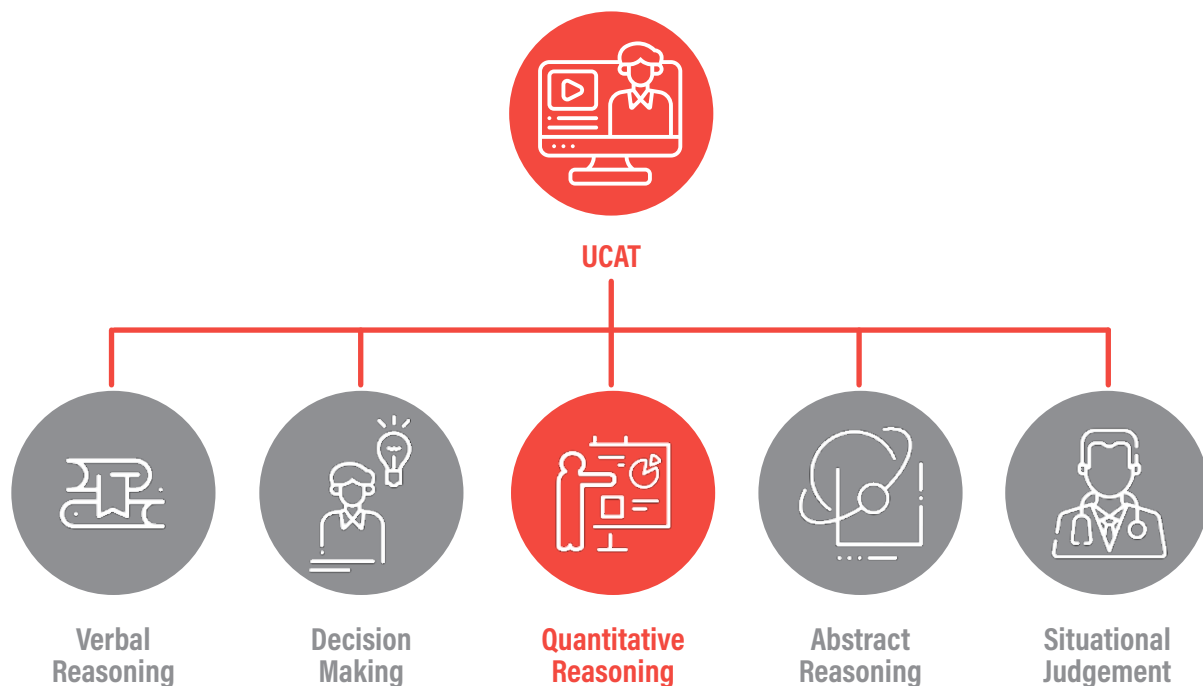 UCAT
Verbal
Reasoning
Decision
Making
Quantitative
Reasoning
Abstract
Reasoning
Situational
Judgement